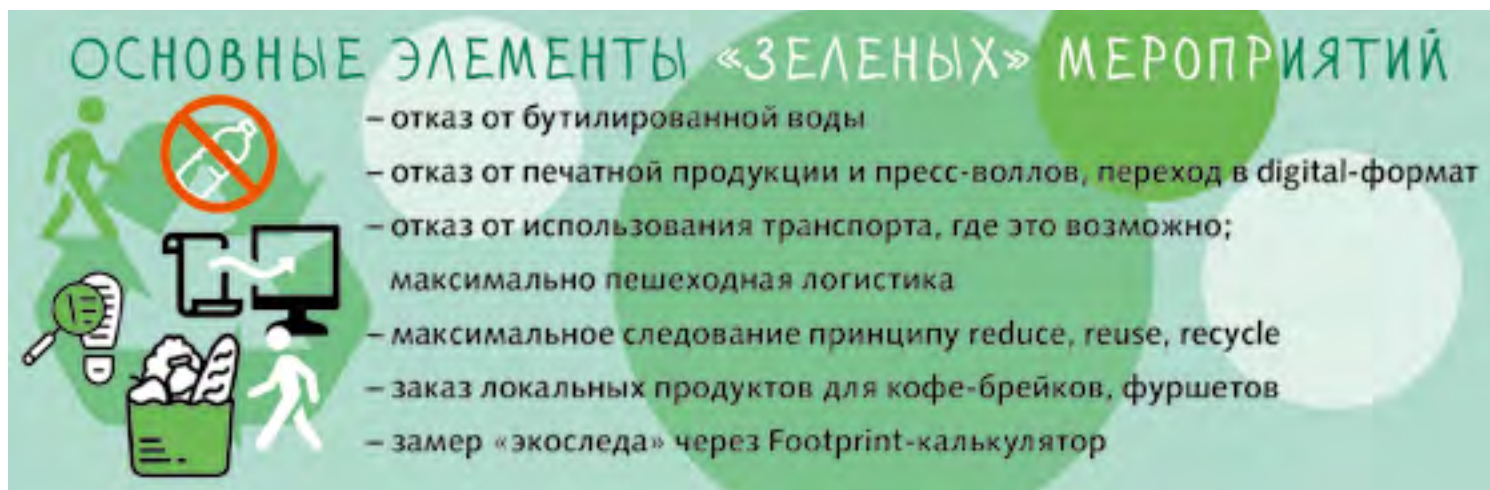 ОСНОВНЫЕ ЭЛЕМЕНТЫ «ЗЕЛЕНЫХ» МЕРОПРИЯТИЙ
– отказ от бутилированной воды
– отказ от печатной продукции и пресс-воллов, переход в digital-формат
– отказ от использования транспорта, где это возможно;
максимально пешеходная логистика
– максимальное следование принципу reduce, reuse, recycle
– заказ локальных продуктов для кофе-брейков, фуршетов
– замер «экоследа» через Footprint-калькулятор